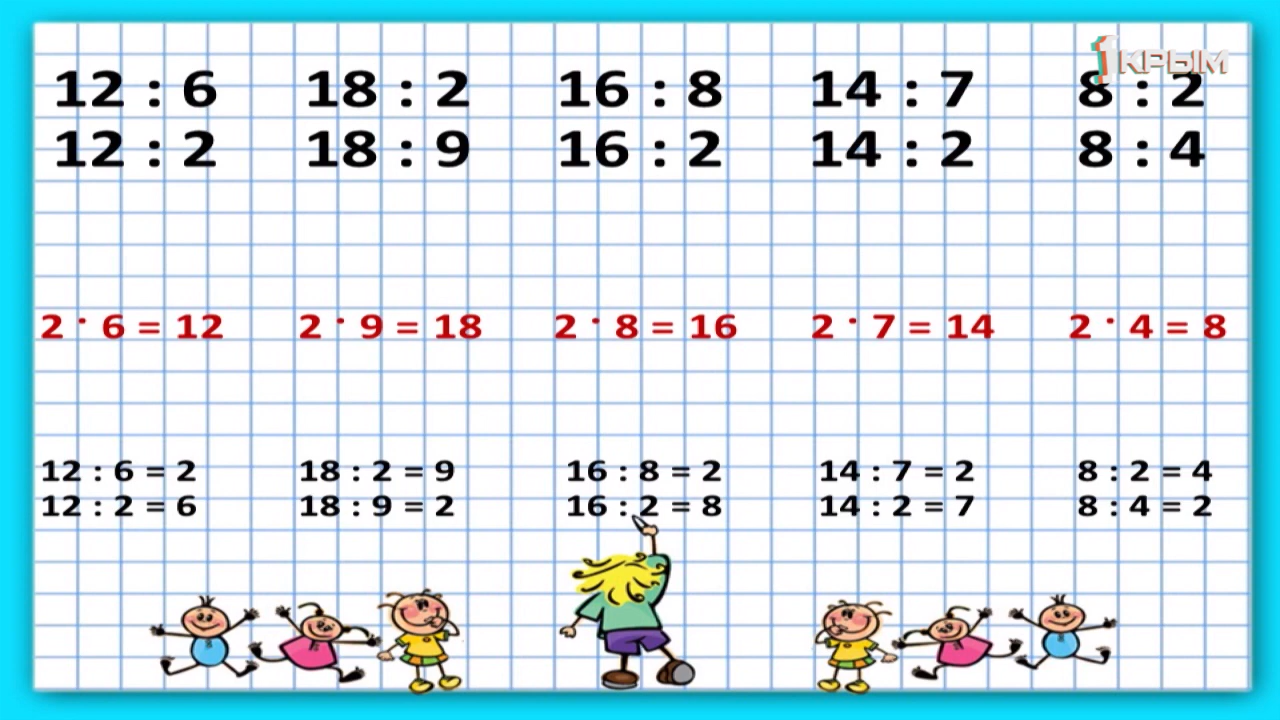 1КРЫМ
12 : 6 18 : 2 16 : 8 14 : 7 8 : 2
12 : 2 18 : 9 16 : 2 14 : 2 8 : 4
2 · 6 = 12 2 · 9 = 18 2 · 8 = 16 2 · 7 = 14 2 · 4 = 8
12 : 6 = 2 18 : 2 = 9 16 : 8 = 2 14 : 7 = 2 8 : 2 = 4
12 : 2 = 6 18 : 9 = 2 16 : 2 = 8 14 : 2 = 7 8 : 4 = 2